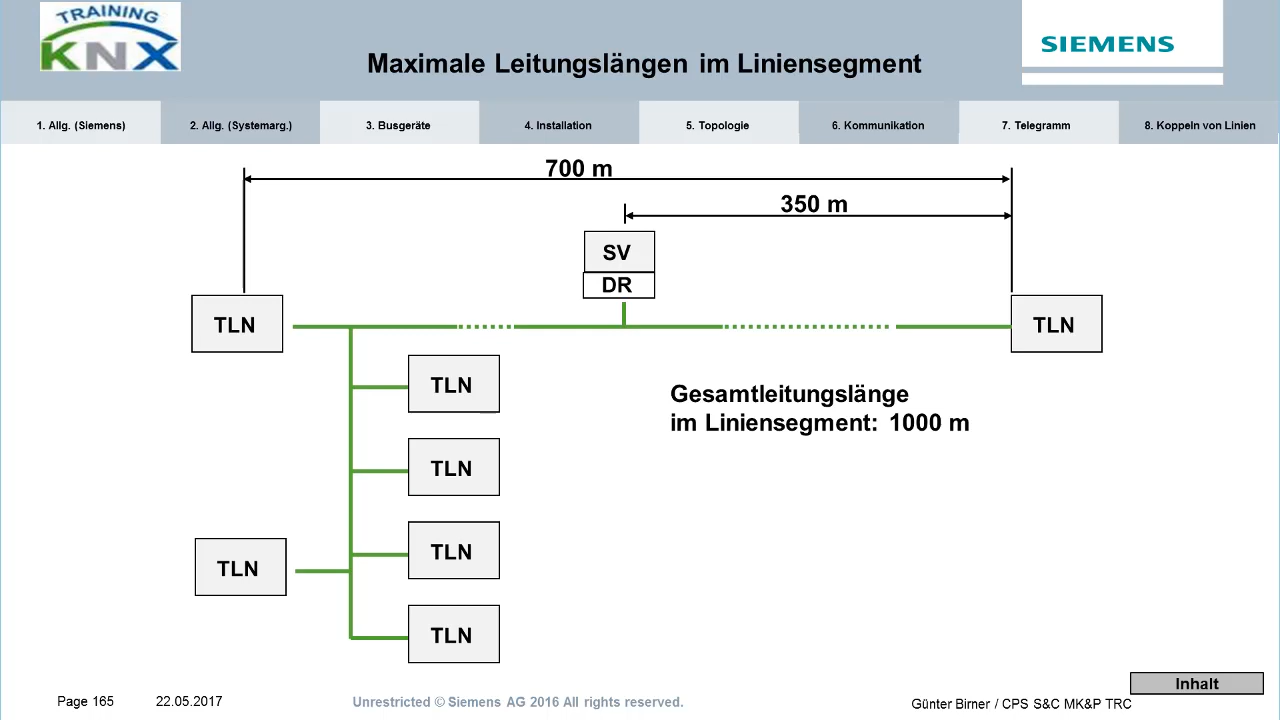 TRAINING
KNX
Maximale Leitungslängen im Liniensegment
SIEMENS
1. Allg. (Siemens)
2. Allg. (Systemarg.)
3. Busgeräte
4. Installation
5. Topologie
6. Kommunikation
7. Telegramm
8. Koppeln von Linien
700 m
350 m
SV
DR
TLN
TLN
TLN
Gesamtleitungslänge
im Liniensegment: 1000 m
TLN
TLN
TLN
TLN
Inhalt
Page 165
22.05.2017
Unrestricted © Siemens AG 2016 All rights reserved.
Günter Birner / CPS S&C MK&P TRC